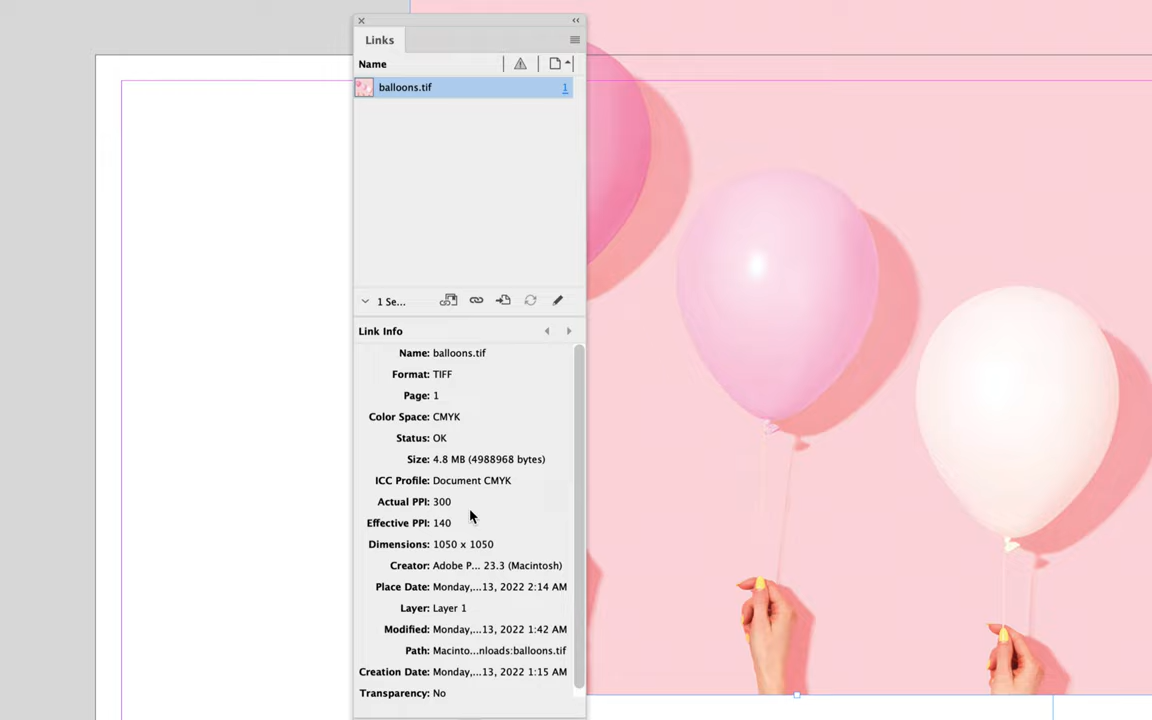 Links
Name
balloons.tif 1
1 Se...
Link Info
Name: balloons.tif
Format: TIFF
Page: 1
Color Space: CMYK
Status: OK
Size: 4.8 MB (4988968 bytes)
ICC Profile: Document CMYK
Actual PPI: 300
Effective PPI: 140
Dimensions: 1050 x 1050
Creator: Adobe P... 23.3 (Macintosh)
Place Date: Monday,...13, 2022 2:14 AM
Layer: Layer 1
Modified: Monday,...13, 2022 1:42 AM
Path: Macinto...nloads:balloons.tif
Creation Date: Monday,...13, 2022 1:15 AM
Transparency: No